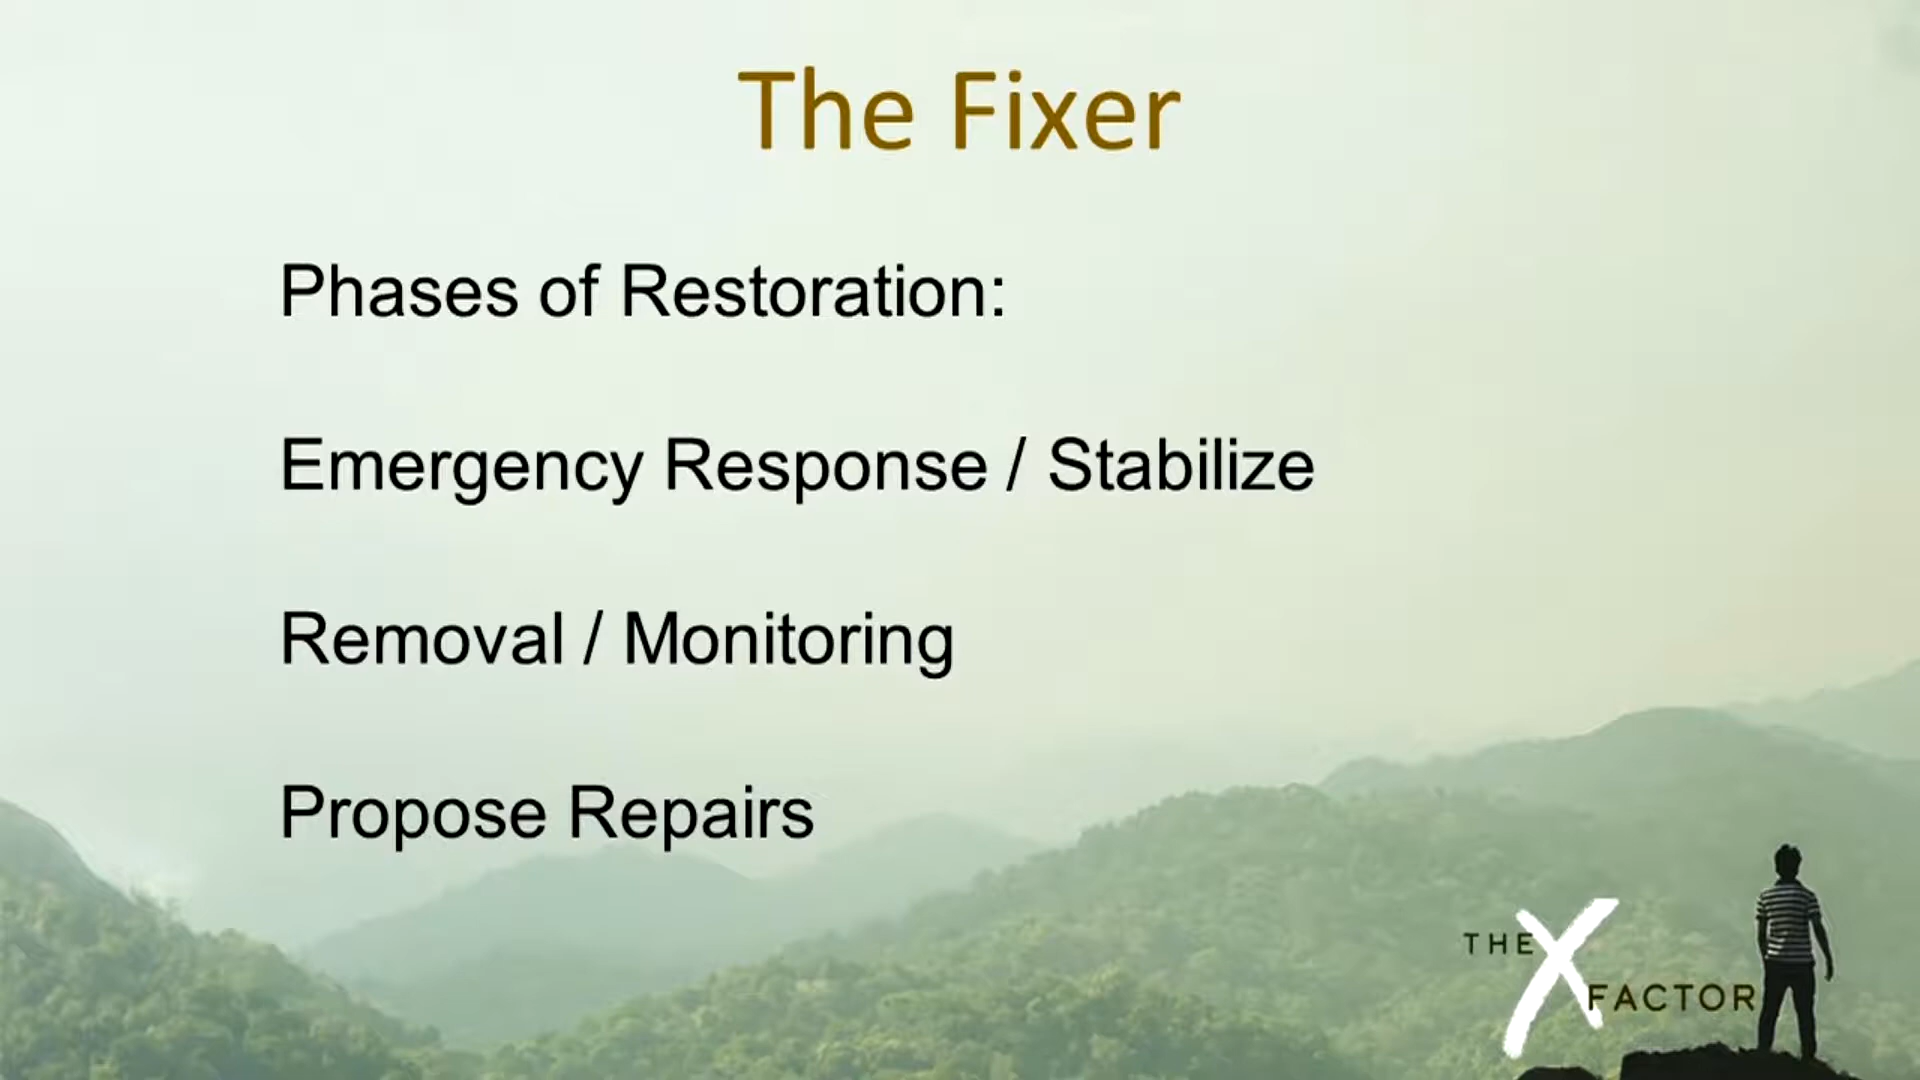 The Fixer
Phases of Restoration:
Emergency Response / Stabilize
Removal / Monitoring
Propose Repairs
THE X FACTOR